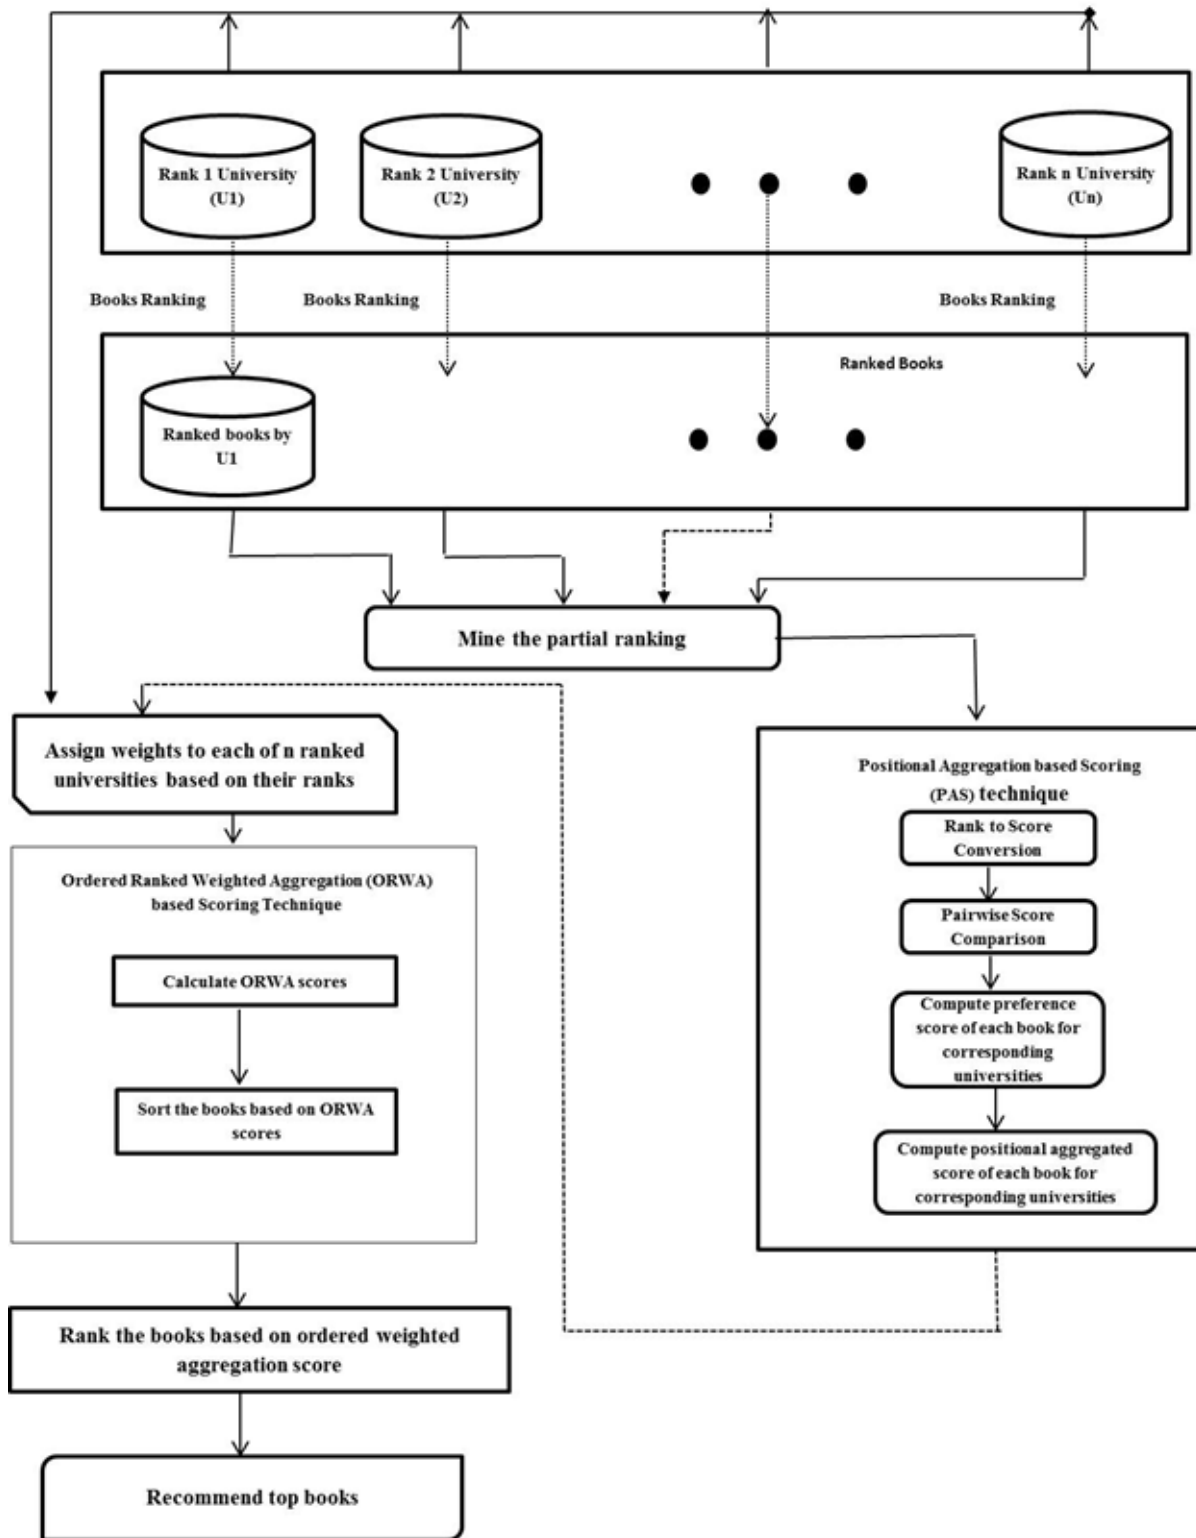 Rank 1 University
(U1)
Rank 2 University
(U2)
Rank n University
(Un)
Books Ranking
Books Ranking
Books Ranking
Ranked Books
Ranked books by
U1
Mine the partial ranking
Assign weights to each of n ranked
universities based on their ranks
Positional Aggregation based Scoring
(PAS) technique
Rank to Score
Conversion
Pairwise Score
Comparison
Compute preference
score of each book for
corresponding
universities
Compute positional aggregated
score of each book for
corresponding universities
Ordered Ranked Weighted Aggregation (ORWA)
based Scoring Technique
Calculate ORWA scores
Sort the books based on ORWA
scores
Rank the books based on ordered weighted
aggregation score
Recommend top books